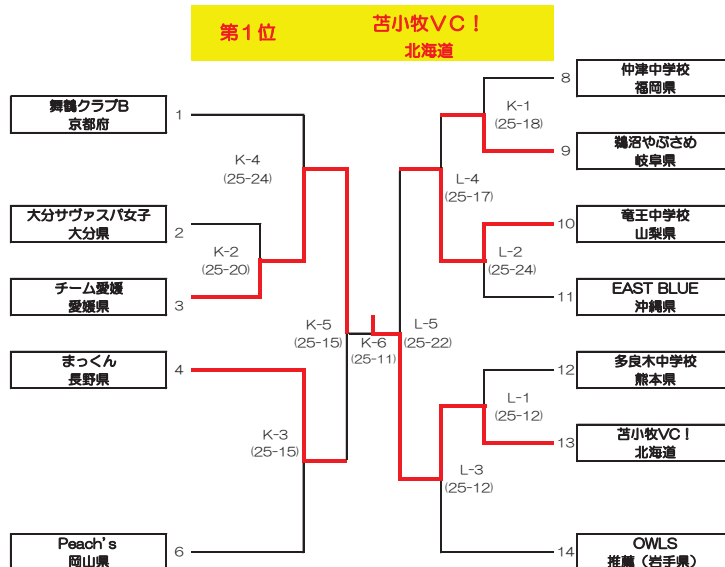 第１位 苫小牧ＶＣ！
北海道
舞鶴クラブB
京都府
1
大分サヴァスパ女子
大分県
2
チーム愛媛
愛媛県
3
まっくん
長野県
4
Peach's
岡山県
6
K-4
(25-24)
K-2
(25-20)
K-3
(25-15)
K-5
(25-15)
K-6
(25-11)
L-5
(25-22)
K-1
(25-18)
L-4
(25-17)
L-2
(25-24)
L-1
(25-12)
L-3
(25-12)
8
仲津中学校
福岡県
9
鵜沼やぶさめ
岐阜県
10
竜王中学校
山梨県
11
EAST BLUE
沖縄県
12
多良木中学校
熊本県
13
苫小牧VC！
北海道
14
OWLS
推薦（岩手県）